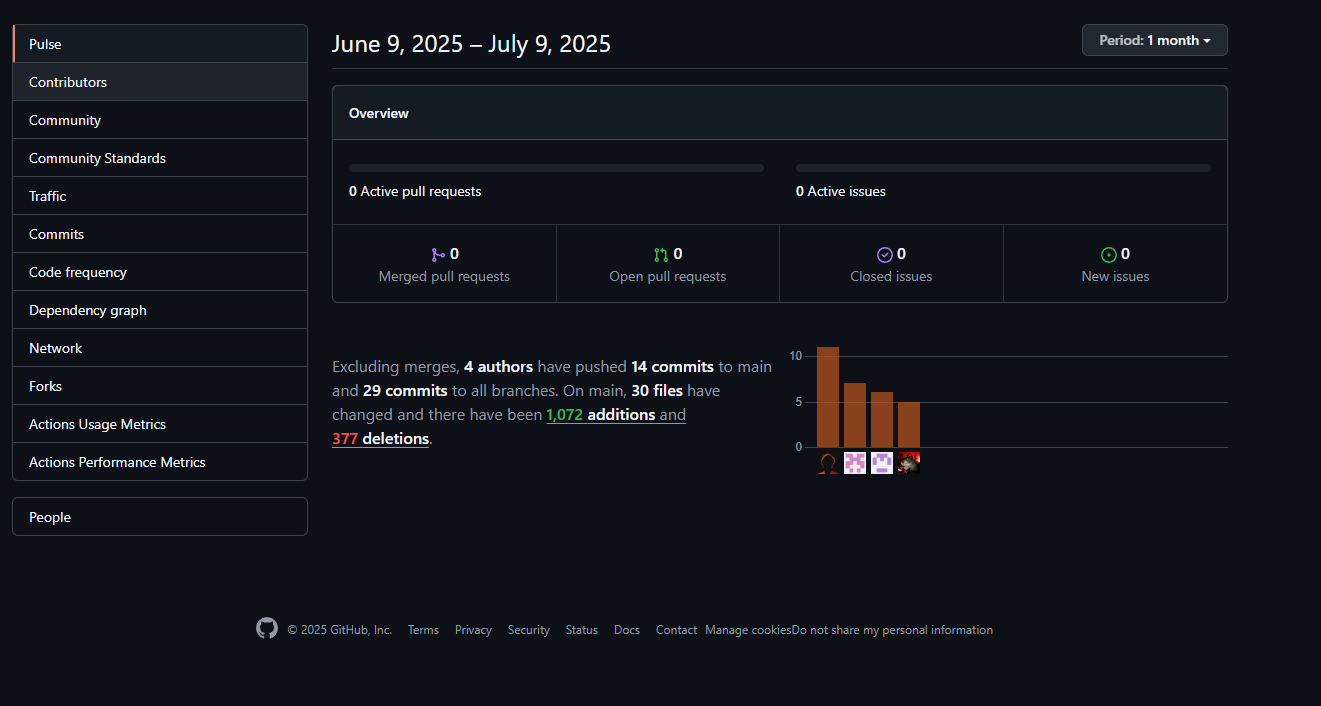 Pulse
Contributors
Community
Community Standards
Traffic
Commits
Code frequency
Dependency graph
Network
Forks
Actions Usage Metrics
Actions Performance Metrics
People
June 9, 2025 – July 9, 2025
Period: 1 month
Overview
0 Active pull requests
0 Active issues
0
Merged pull requests
0
Open pull requests
0
Closed issues
0
New issues
Excluding merges, 4 authors have pushed 14 commits to main
and 29 commits to all branches. On main, 30 files have
changed and there have been 1,072 additions and
377 deletions.
10
5
0
© 2025 GitHub, Inc. Terms Privacy Security Status Docs Contact Manage cookiesDo not share my personal information